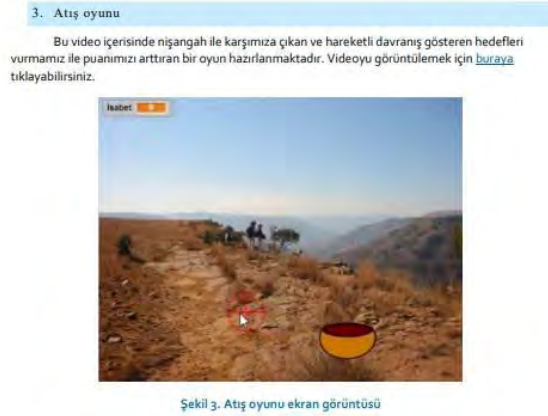 3. Atış oyunu
Bu video içerisinde nişangah ile karşımıza çıkan ve hareketli davranış gösteren hedefleri
vurmamız ile puanımızı arttıran bir oyun hazırlanmaktadır. Videoyu görüntülemek için buraya
tıklayabilirsiniz.
İsabet 0
Şekil 3. Atış oyunu ekran görüntüsü